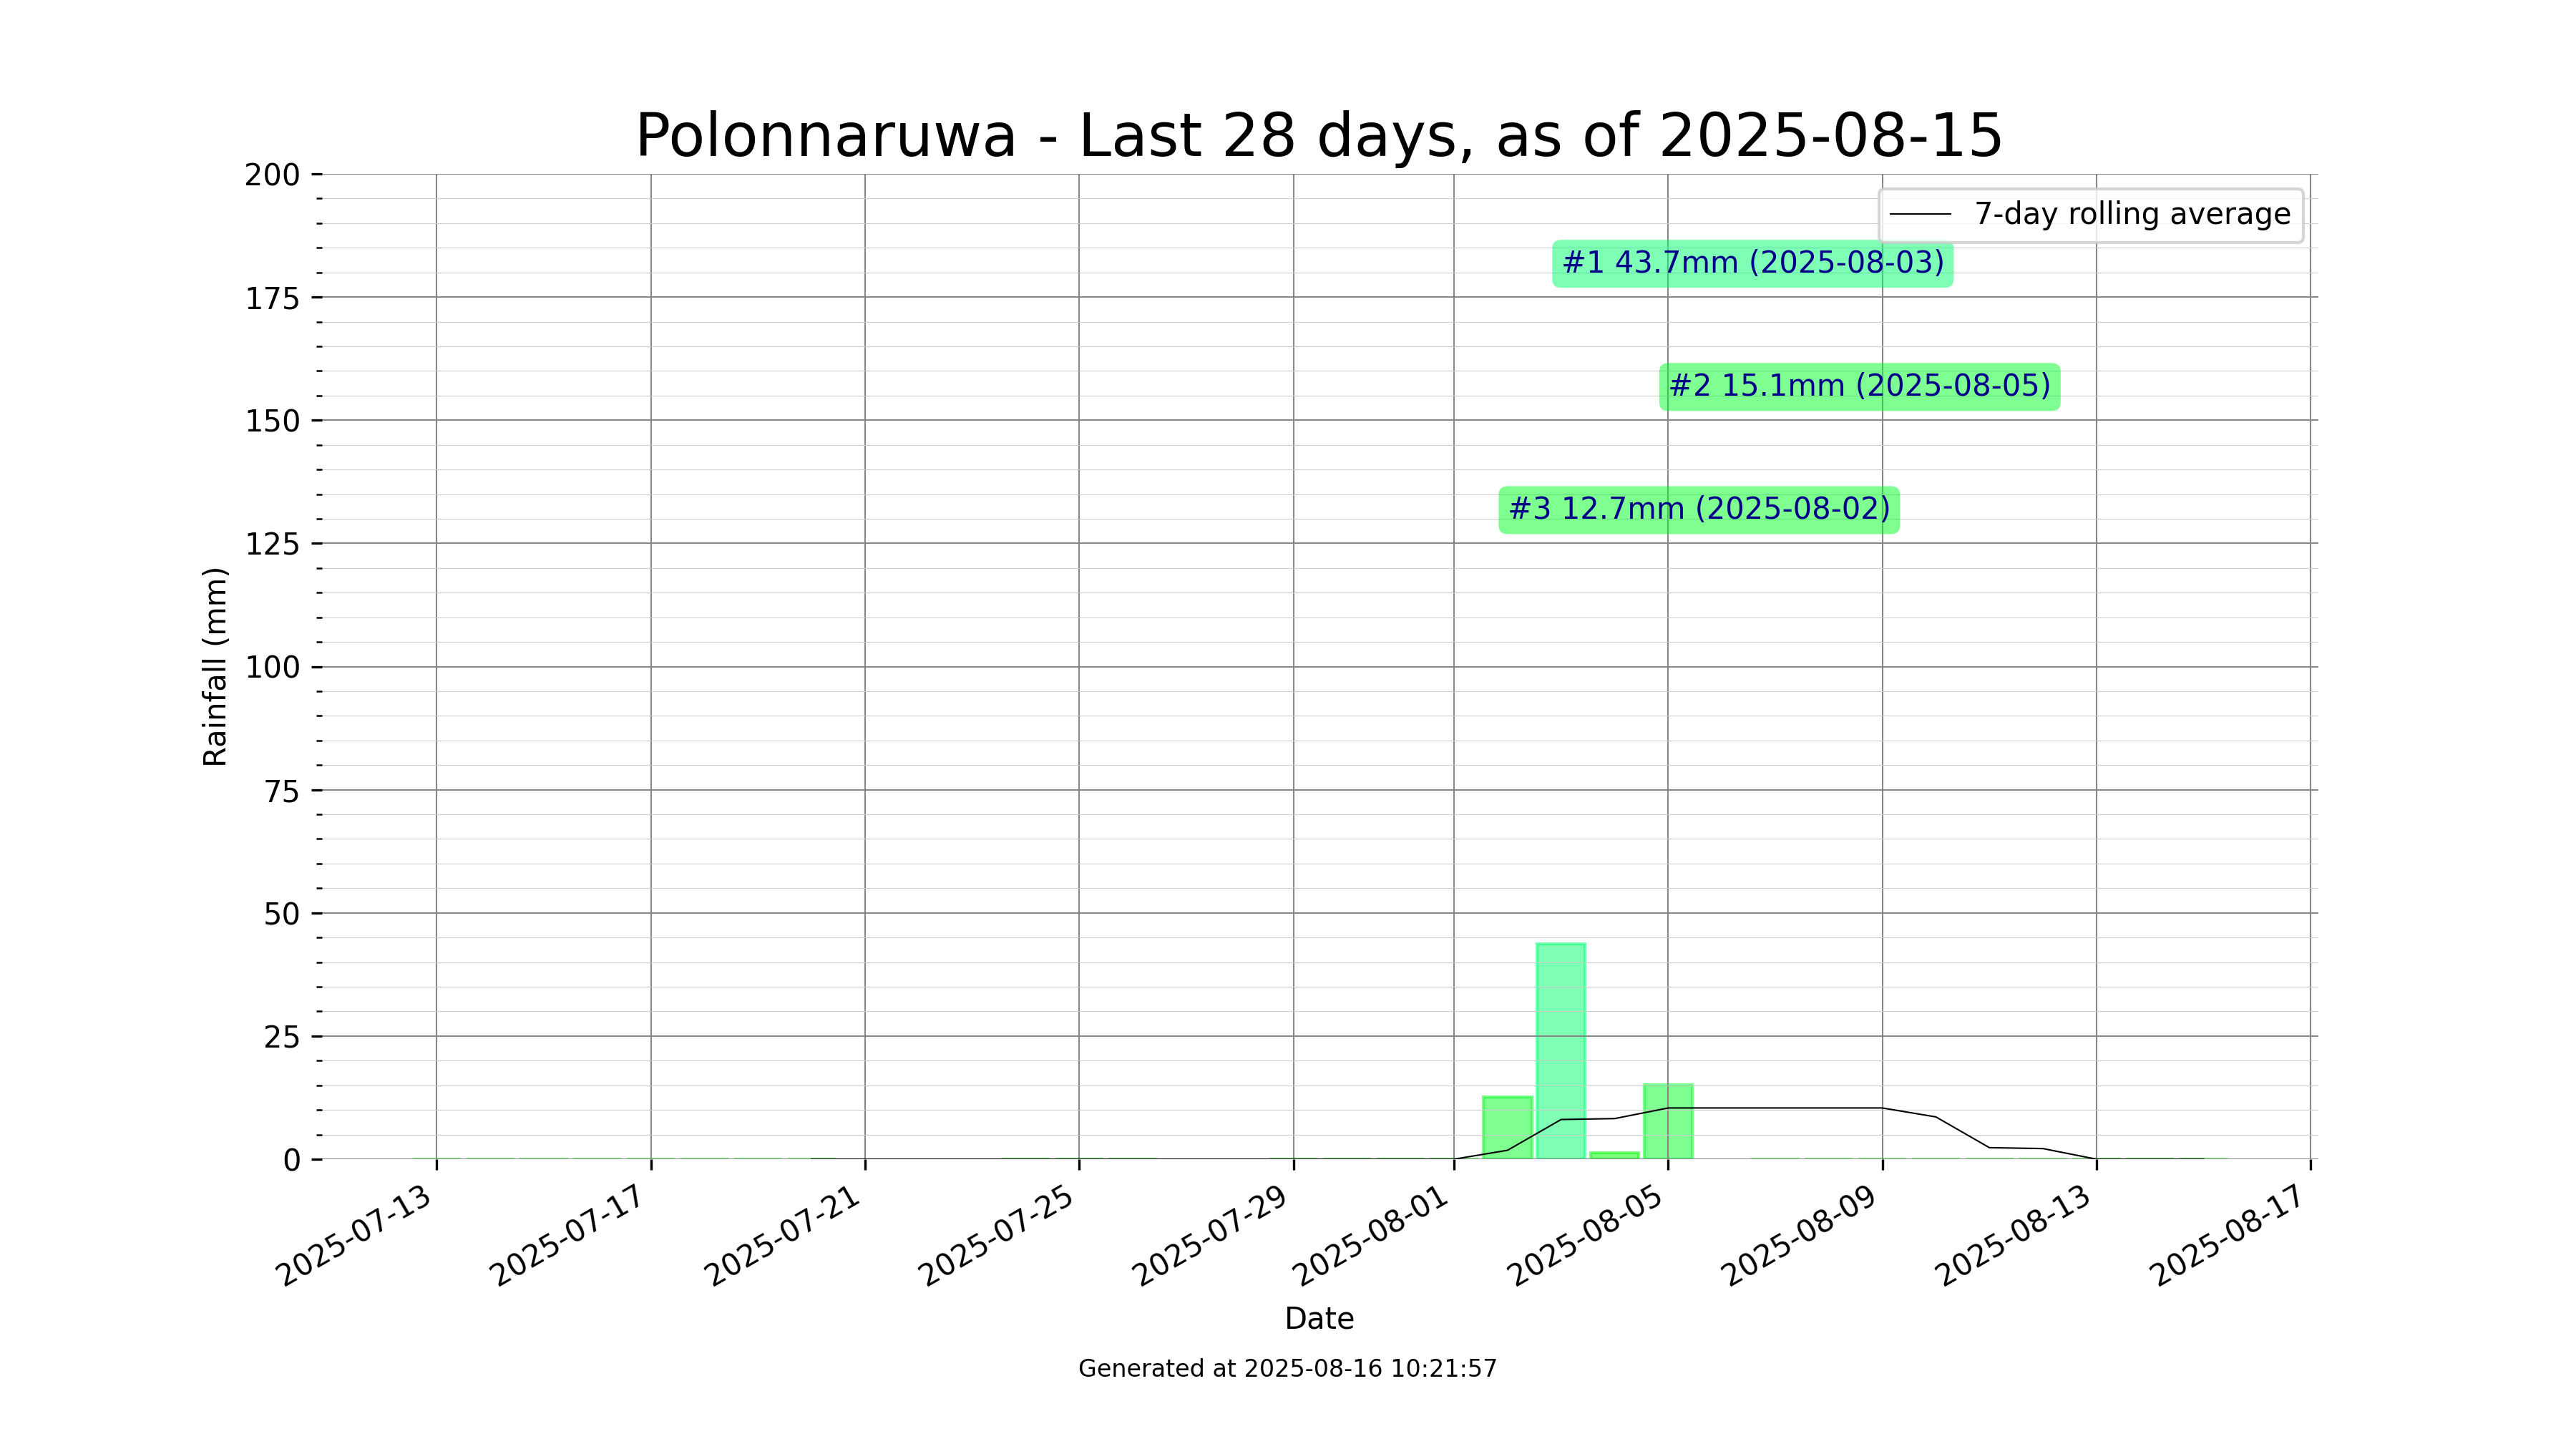 Polonnaruwa - Last 28 days, as of 2025-08-15
200
175
150
125
100
75
50
25
0
Rainfall (mm)
7-day rolling average
#1 43.7mm (2025-08-03)
#2 15.1mm (2025-08-05)
#3 12.7mm (2025-08-02)
2025-07-13
2025-07-17
2025-07-21
2025-07-25
2025-07-29
2025-08-01
2025-08-05
2025-08-09
2025-08-13
2025-08-17
Date
Generated at 2025-08-16 10:21:57